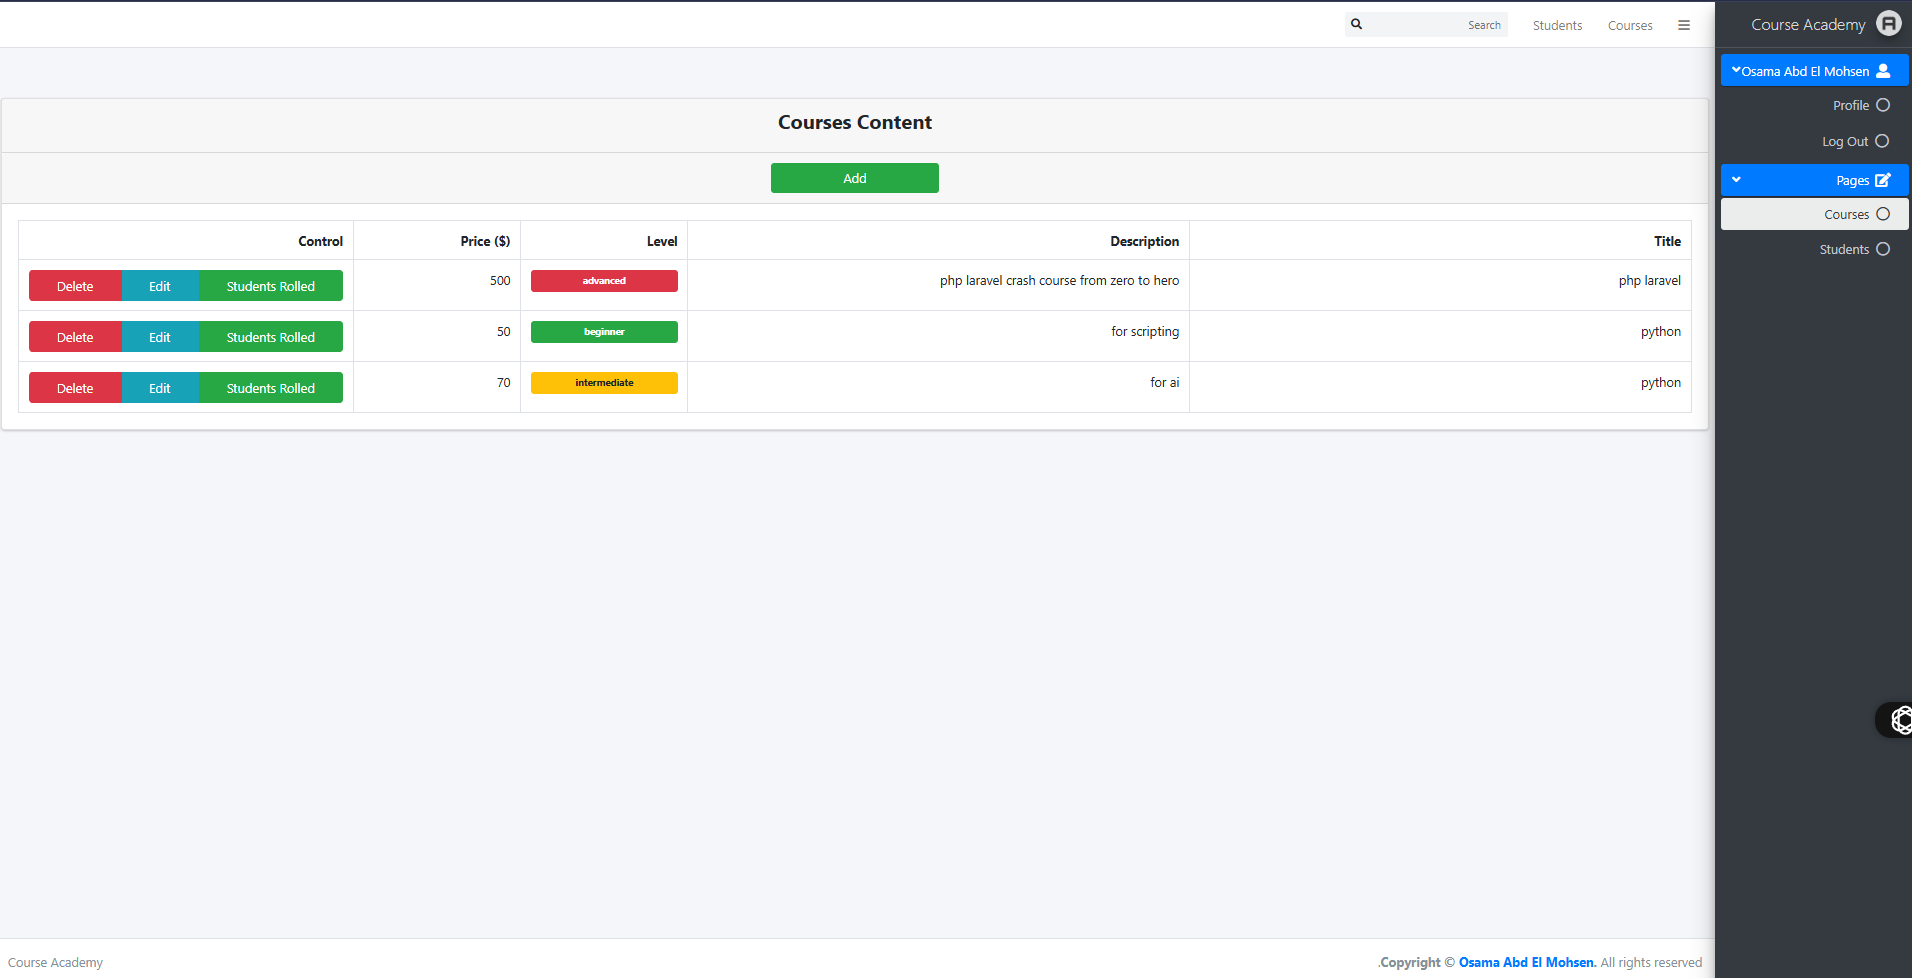 Search Students Courses
Course Academy
Osama Abd El Mohsen
Profile
Log Out
Pages
Courses
Students
Courses Content
Add
Control Price ($) Level Description Title
Delete Edit Students Rolled 500 advanced php laravel crash course from zero to hero php laravel
Delete Edit Students Rolled 50 beginner for scripting python
Delete Edit Students Rolled 70 intermediate for ai python
Course Academy
.Copyright © Osama Abd El Mohsen. All rights reserved